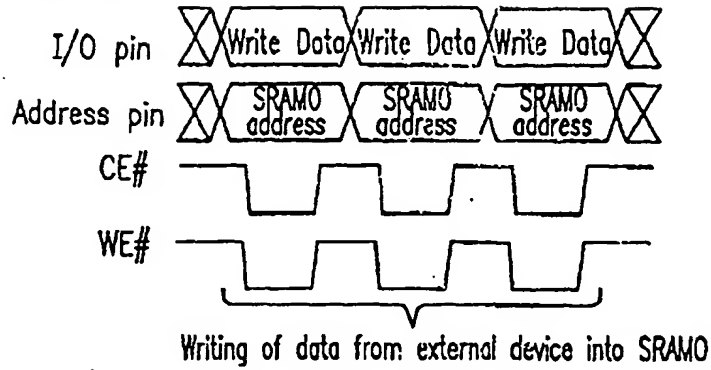 I/O pin Write Data Write Data Write Data
Address pin SRAM0 address SRAM0 address SRAM0 address
CE#
WE#
Writing of data from external device into SRAM0